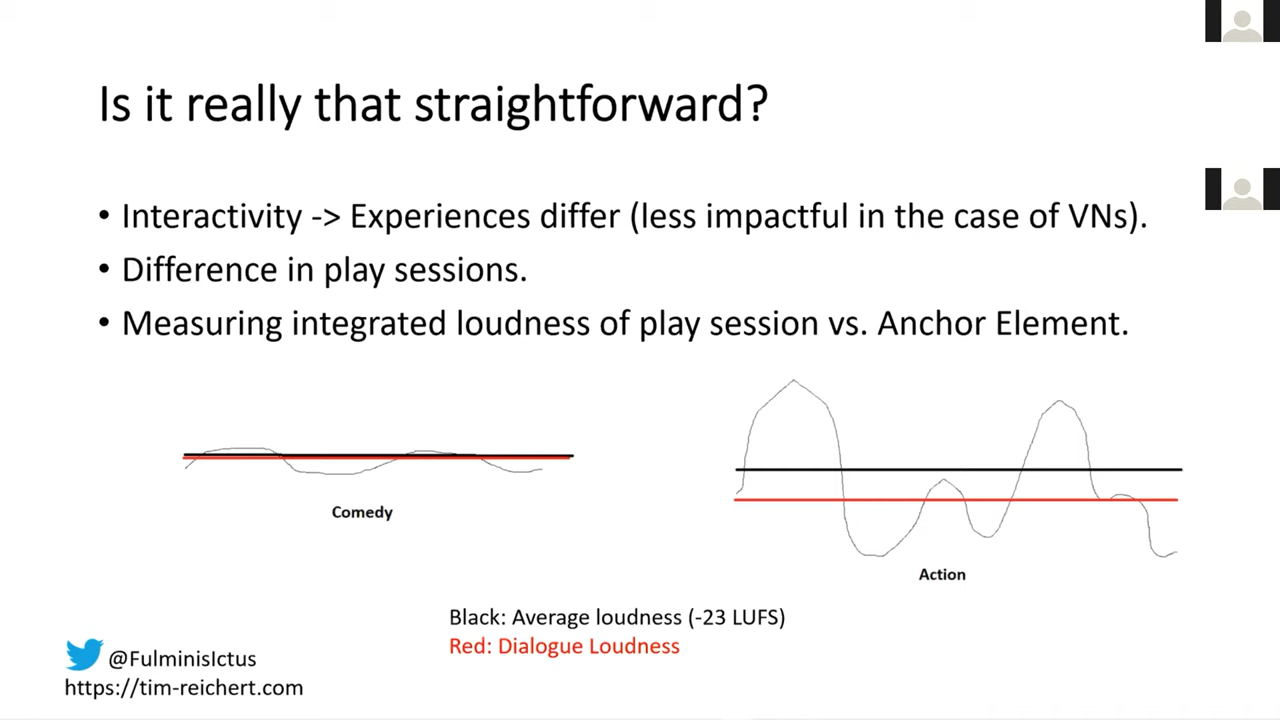 Is it really that straightforward?
• Interactivity -> Experiences differ (less impactful in the case of VNs).
• Difference in play sessions.
• Measuring integrated loudness of play session vs. Anchor Element.
Comedy
Action
Black: Average loudness (-23 LUFS)
Red: Dialogue Loudness
@FulminisIctus
https://tim-reichert.com